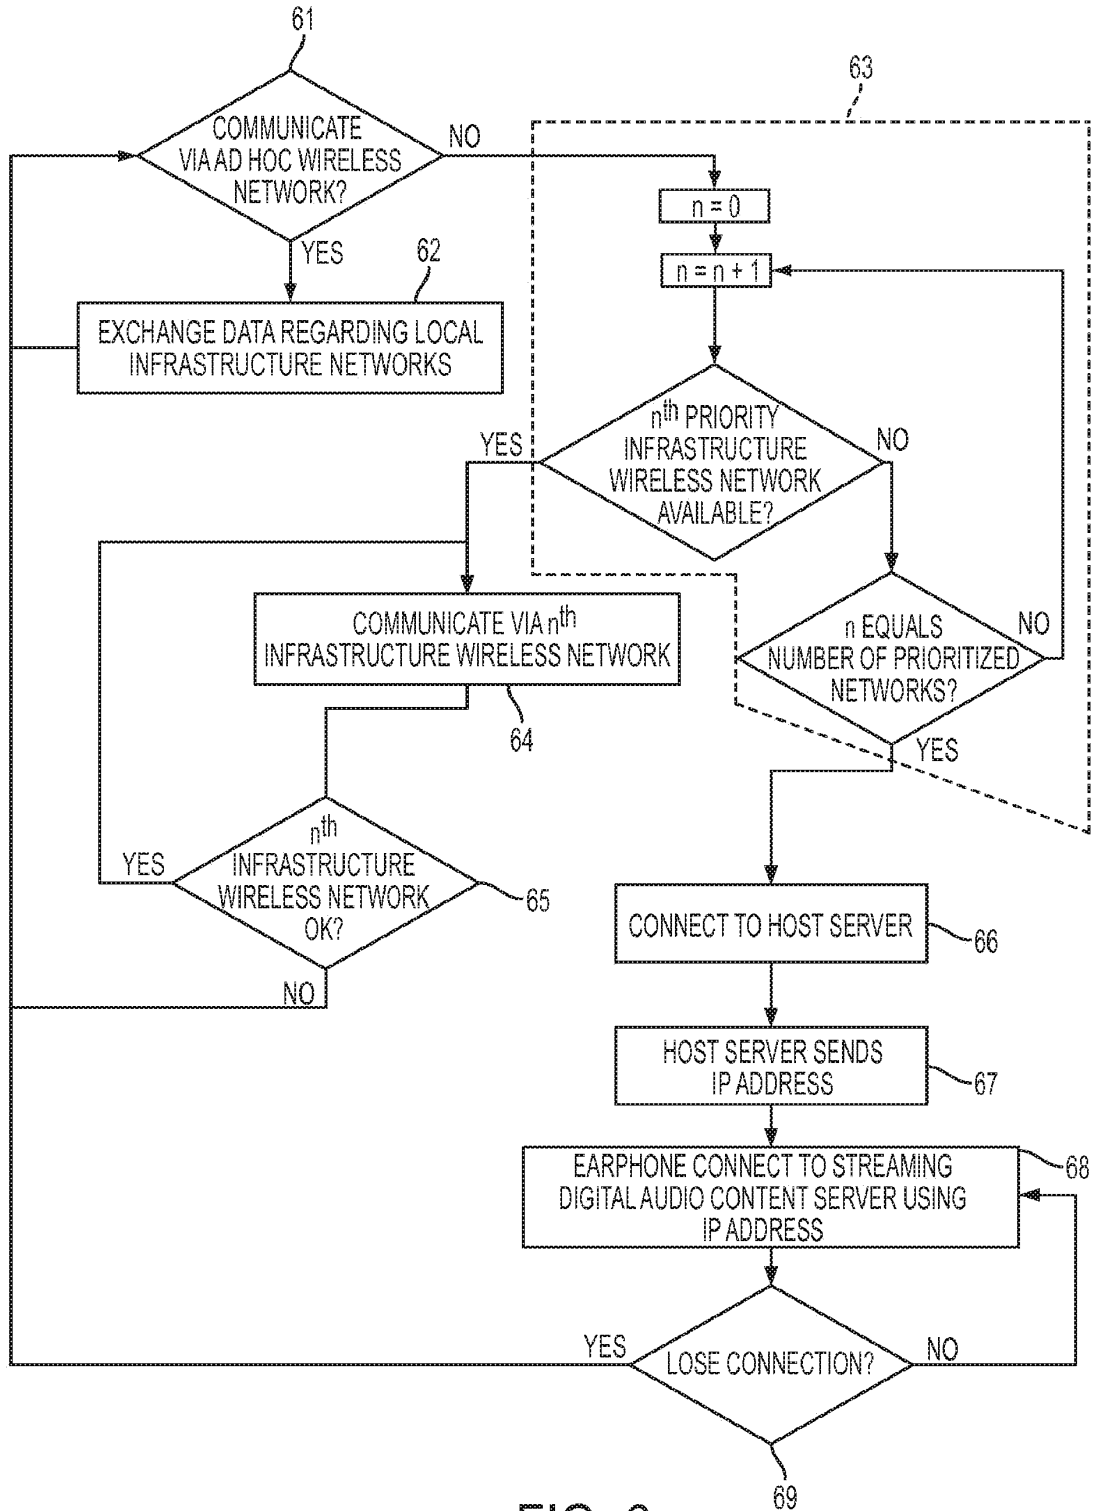 61
COMMUNICATE
VIA AD HOC WIRELESS
NETWORK?
NO
YES
62
EXCHANGE DATA REGARDING LOCAL
INFRASTRUCTURE NETWORKS
63
n = 0
n = n + 1
nth PRIORITY
INFRASTRUCTURE
WIRELESS NETWORK
AVAILABLE?
YES
NO
n EQUALS
NUMBER OF PRIORITIZED
NETWORKS?
NO
YES
COMMUNICATE VIA nth
INFRASTRUCTURE WIRELESS NETWORK
64
nth
INFRASTRUCTURE
WIRELESS NETWORK
OK?
YES
65
NO
CONNECT TO HOST SERVER
66
HOST SERVER SENDS
IP ADDRESS
67
EARPHONE CONNECT TO STREAMING
DIGITAL AUDIO CONTENT SERVER USING
IP ADDRESS
68
LOSE CONNECTION?
YES
NO
69